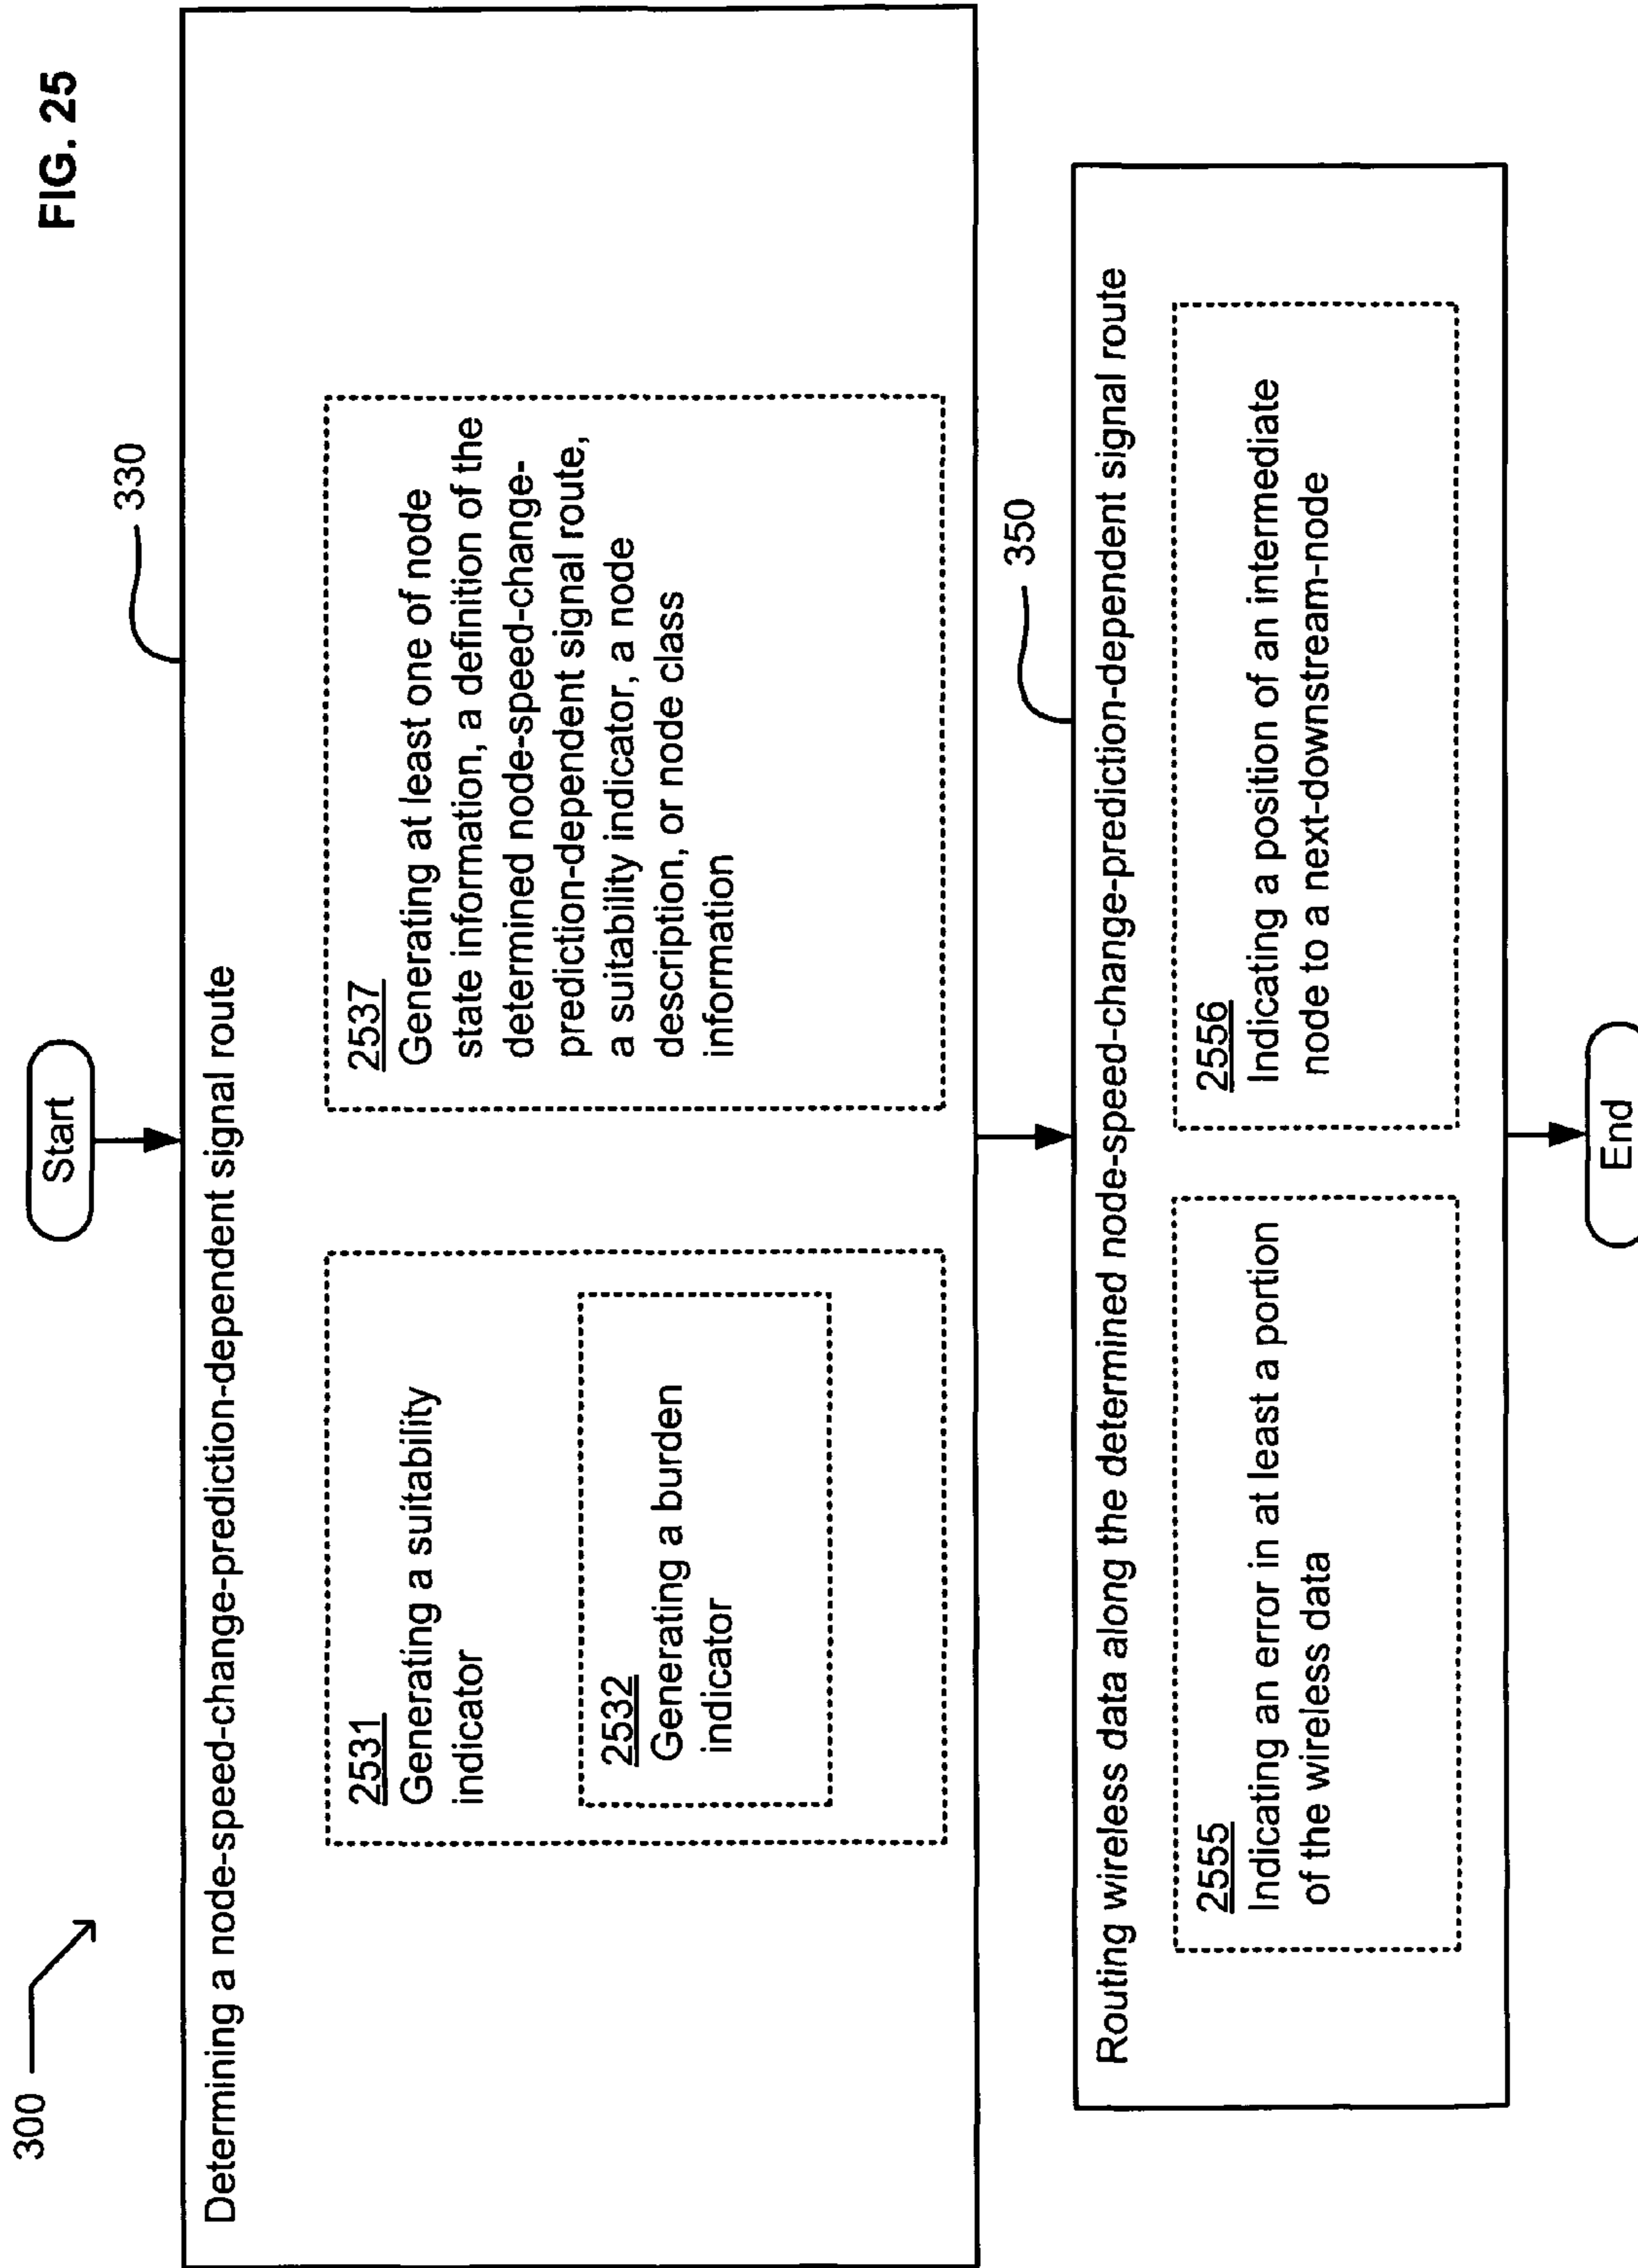 FIG. 25
300
Start
330
Determining a node-speed-change-prediction-dependent signal route
2531
Generating a suitability
indicator
2532
Generating a burden
indicator
2537
Generating at least one of node
state information, a definition of the
determined node-speed-change-
prediction-dependent signal route,
a suitability indicator, a node
description, or node class
information
350
Routing wireless data along the determined node-speed-change-prediction-dependent signal route
2555
Indicating an error in at least a portion
of the wireless data
2556
Indicating a position of an intermediate
node to a next-downstream-node
End